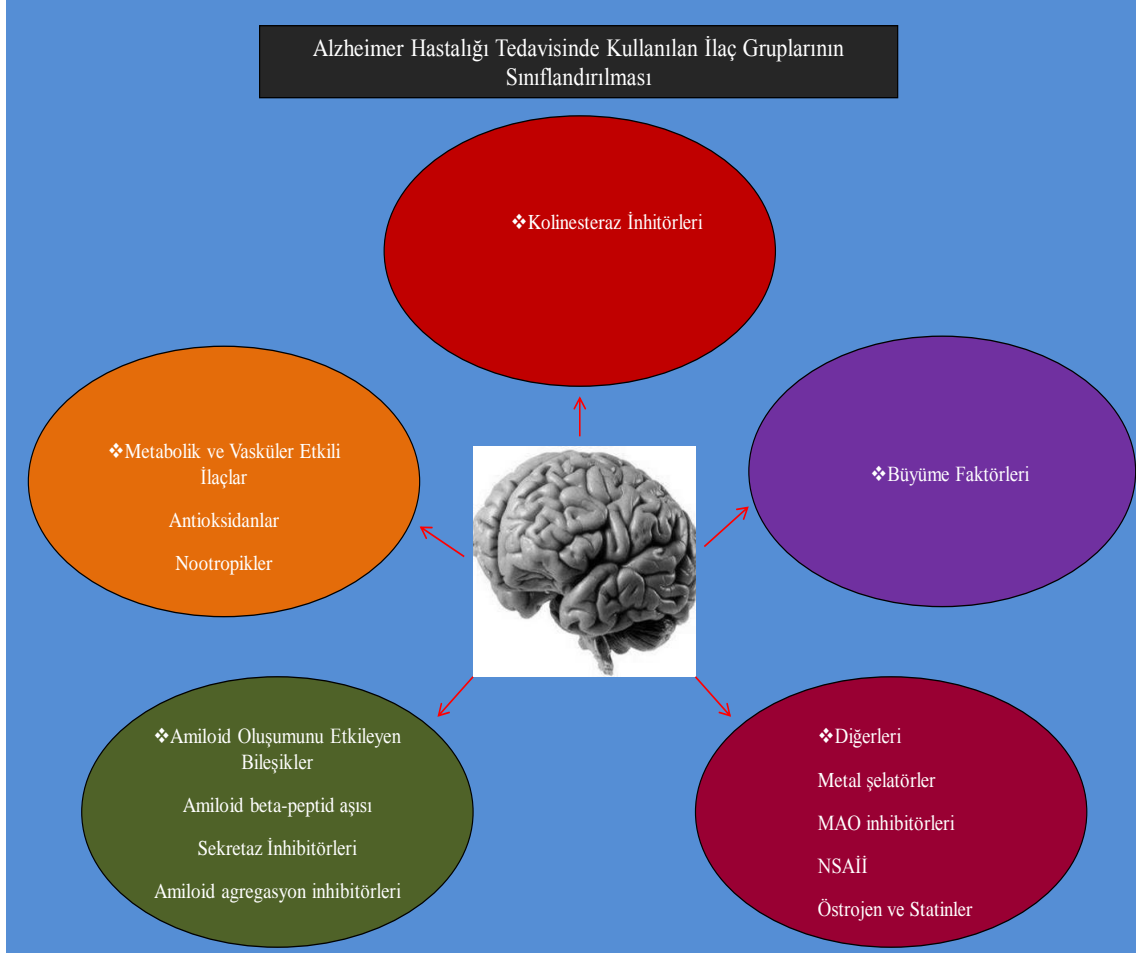 Alzheimer Hastalığı Tedavisinde Kullanılan İlaç Gruplarının
Sınıflandırılması
❖Kolinesteraz İnhitörleri
❖Metabolik ve Vasküler Etkili
İlaçlar
Antioksidanlar
Nootropikler
❖Büyüme Faktörleri
❖Amiloid Oluşumunu Etkileyen
Bileşikler
Amiloid beta-peptid aşısı
Sekretaz İnhibitörleri
Amiloid agregasyon inhibitörleri
❖Diğerleri
Metal şelatörler
MAO inhibitörleri
NSAİİ
Östrojen ve Statinler